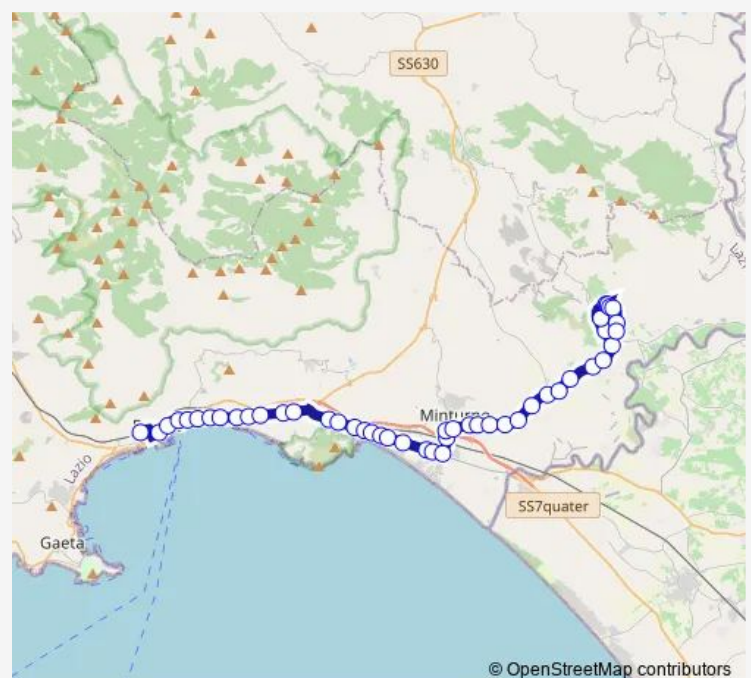 SS630
Lazio
Minturno
Lazio
SS7quater
Gaeta
© OpenStreetMap contributors